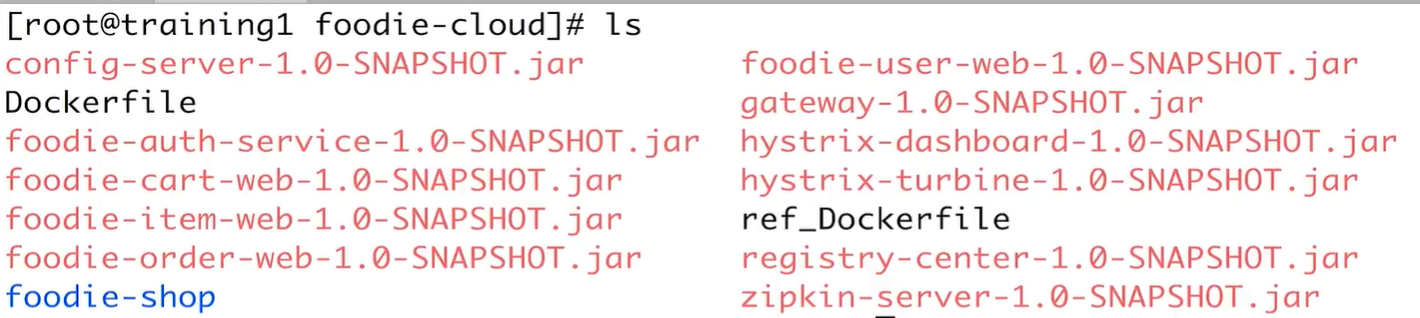 [root@training1 foodie-cloud]# ls
config-server-1.0-SNAPSHOT.jar foodie-user-web-1.0-SNAPSHOT.jar
Dockerfile gateway-1.0-SNAPSHOT.jar
foodie-auth-service-1.0-SNAPSHOT.jar hystrix-dashboard-1.0-SNAPSHOT.jar
foodie-cart-web-1.0-SNAPSHOT.jar hystrix-turbine-1.0-SNAPSHOT.jar
foodie-item-web-1.0-SNAPSHOT.jar ref_Dockerfile
foodie-order-web-1.0-SNAPSHOT.jar registry-center-1.0-SNAPSHOT.jar
foodie-shop zipkin-server-1.0-SNAPSHOT.jar